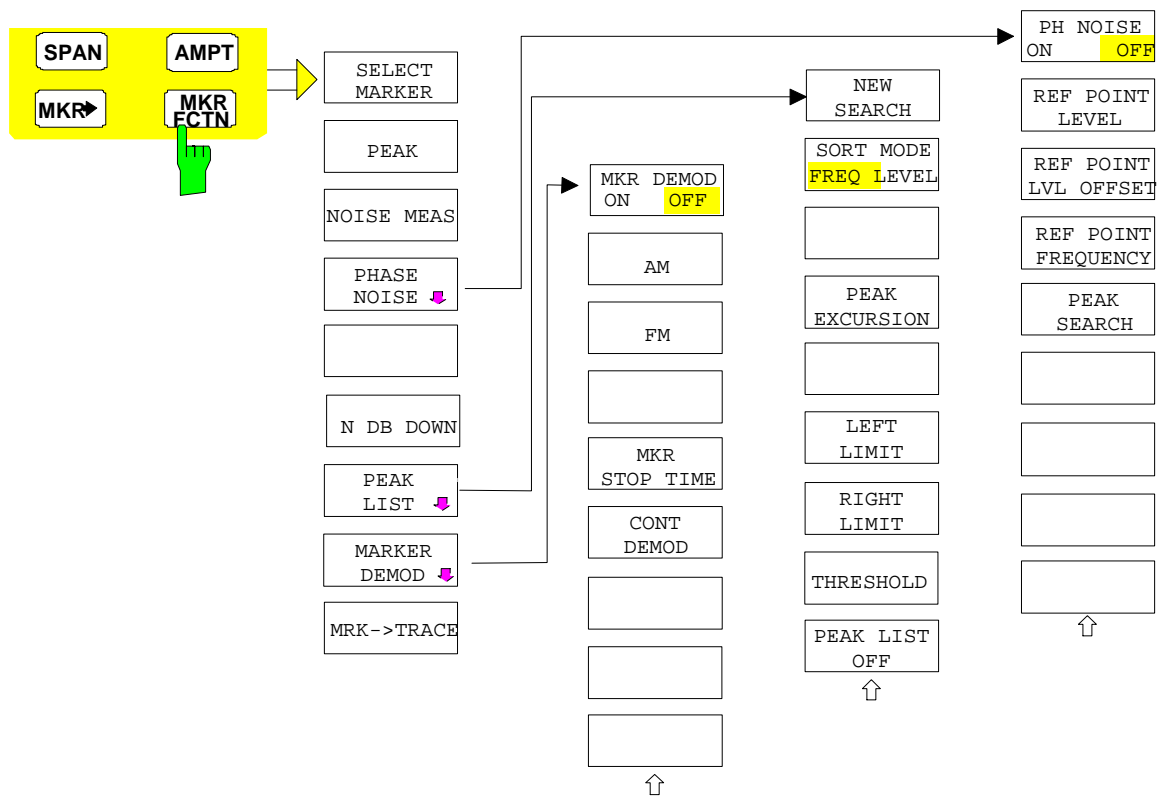 SPAN
AMPT
MKR
MKR
FCTN
SELECT
MARKER
PEAK
NOISE MEAS
PHASE
NOISE
N DB DOWN
PEAK
LIST
MARKER
DEMOD
MRK->TRACE
MKR DEMOD
ON OFF
AM
FM
MKR
STOP TIME
CONT
DEMOD
NEW
SEARCH
SORT MODE
FREQ LEVEL
PEAK
EXCURSION
LEFT
LIMIT
RIGHT
LIMIT
THRESHOLD
PEAK LIST
OFF
PH NOISE
ON OFF
REF POINT
LEVEL
REF POINT
LVL OFFSET
REF POINT
FREQUENCY
PEAK
SEARCH